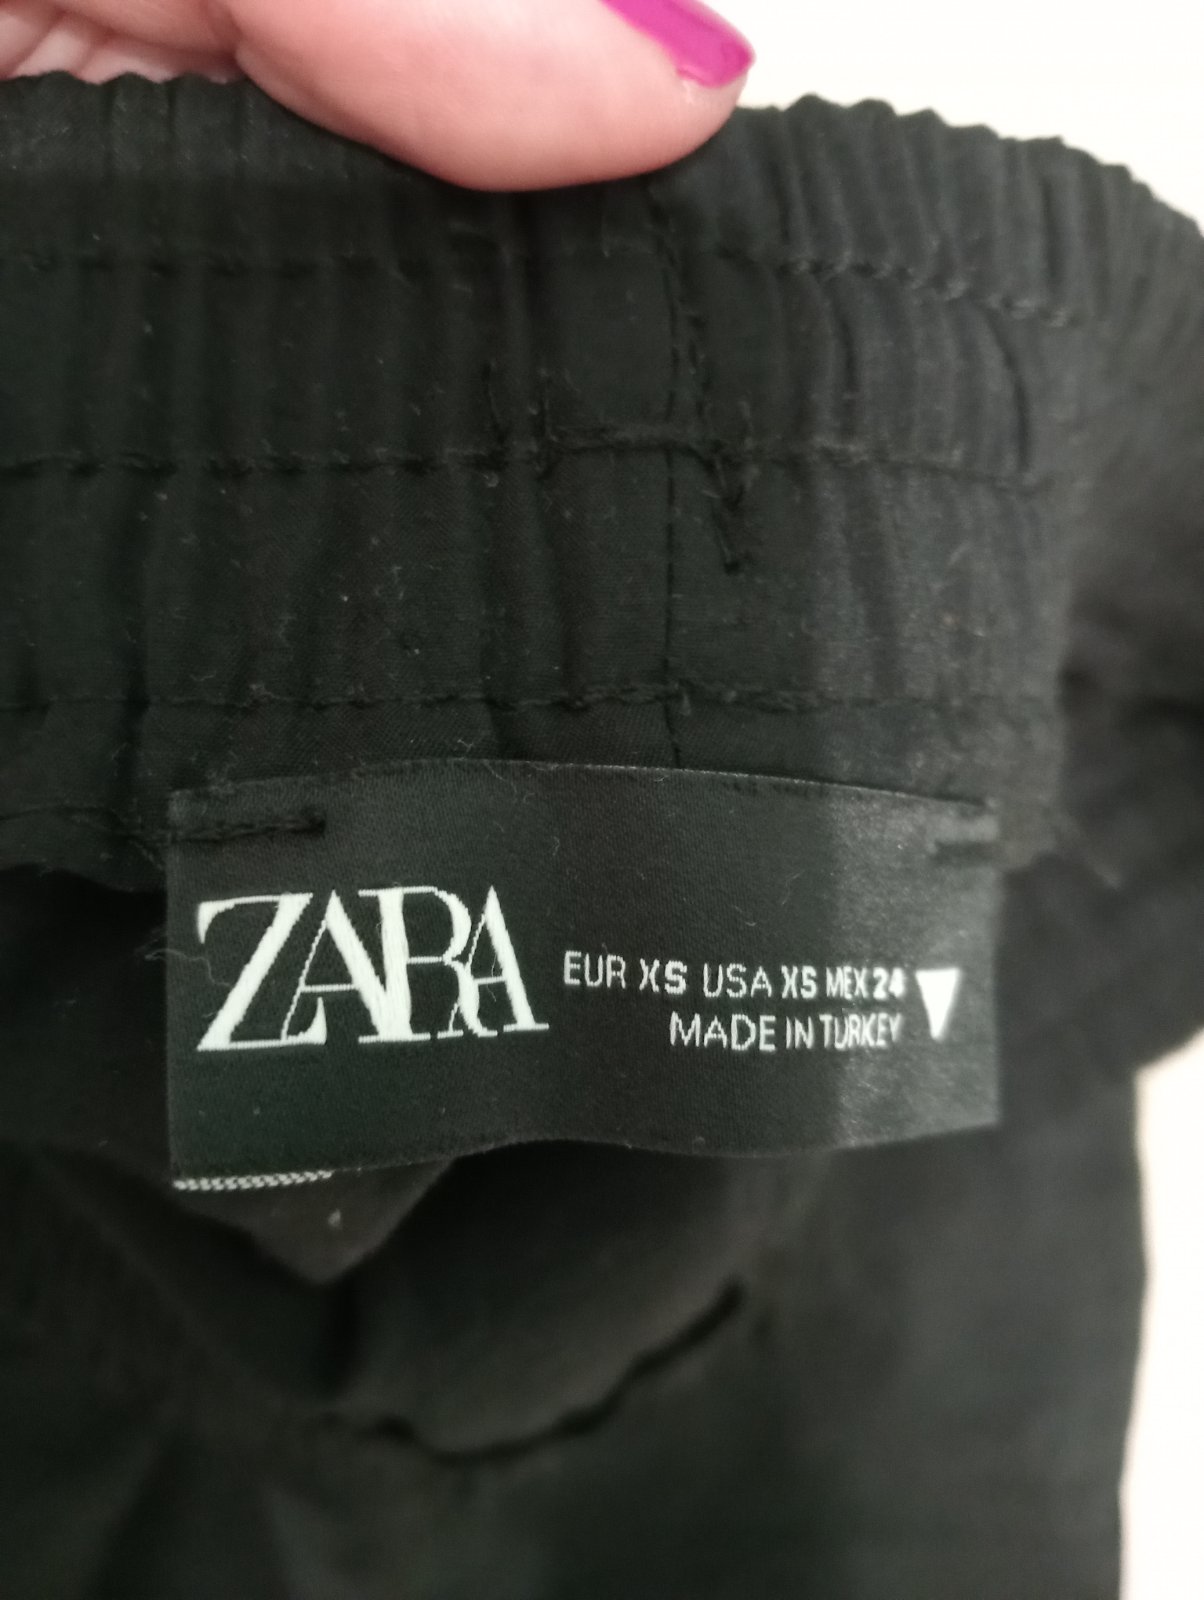 ZARA
EUR XS USA XS MEX 24
MADE IN TURKEY